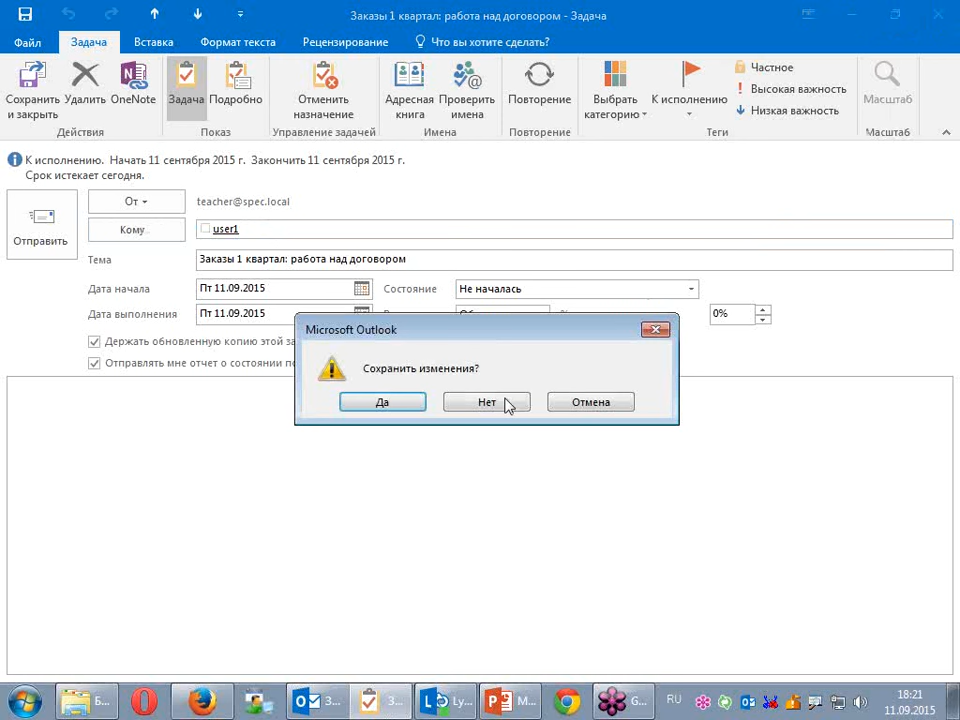 Заказы 1 квартал: работа над договором - Задача
Файл Задача Вставка Формат текста Рецензирование Что вы хотите сделать?
Сохранить и закрыть
Удалить
OneNote
Задача
Подробно
Отменить назначение
Адресная книга
Проверить имена
Повторение
Выбрать категорию
К исполнению
Частное
Высокая важность
Низкая важность
Масштаб
Действия Показ Управление задачей Имена Повторение Теги Масштаб
К исполнению. Начать 11 сентября 2015 г. Закончить 11 сентября 2015 г.
Срок истекает сегодня.
Отправить
От teacher@spec.local
Кому user1
Тема Заказы 1 квартал: работа над договором
Дата начала Пт 11.09.2015 Состояние Не началась
Дата выполнения Пт 11.09.2015 0%
Держать обновленную копию этой за
Отправлять мне отчет о состоянии по
Microsoft Outlook
Сохранить изменения?
Да Нет Отмена
Б... З... З... Ly... М... G... RU 18:21
11.09.2015